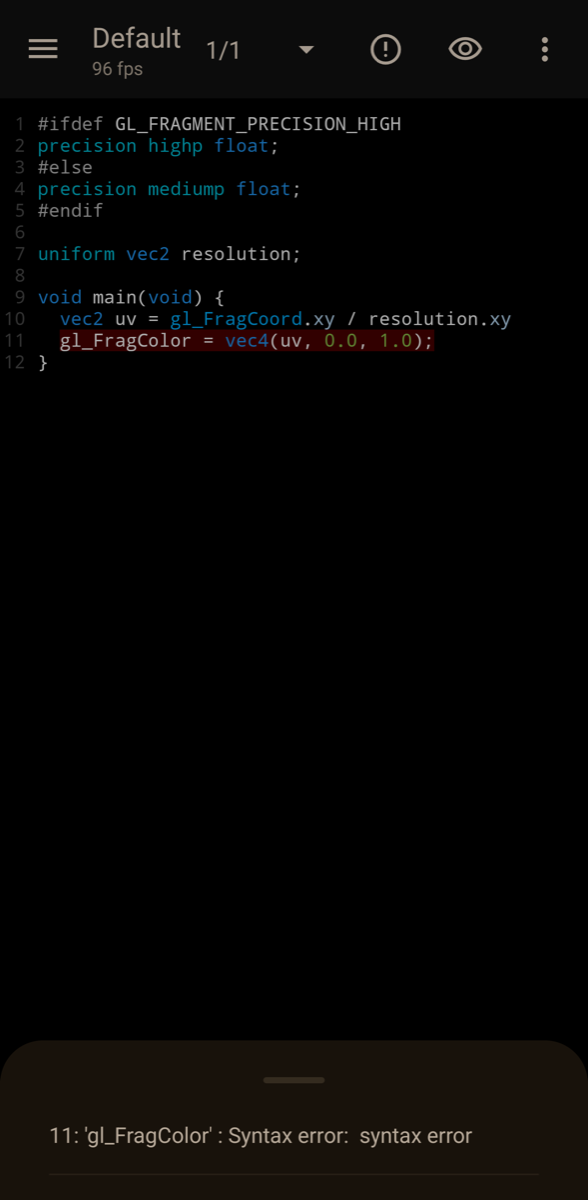 Default
96 fps
1/1
1 #ifdef GL_FRAGMENT_PRECISION_HIGH
2 precision highp float;
3 #else
4 precision mediump float;
5 #endif
6
7 uniform vec2 resolution;
8
9 void main(void) {
10   vec2 uv = gl_FragCoord.xy / resolution.xy
11   gl_FragColor = vec4(uv, 0.0, 1.0);
12 }
11: 'gl_FragColor' : Syntax error:  syntax error